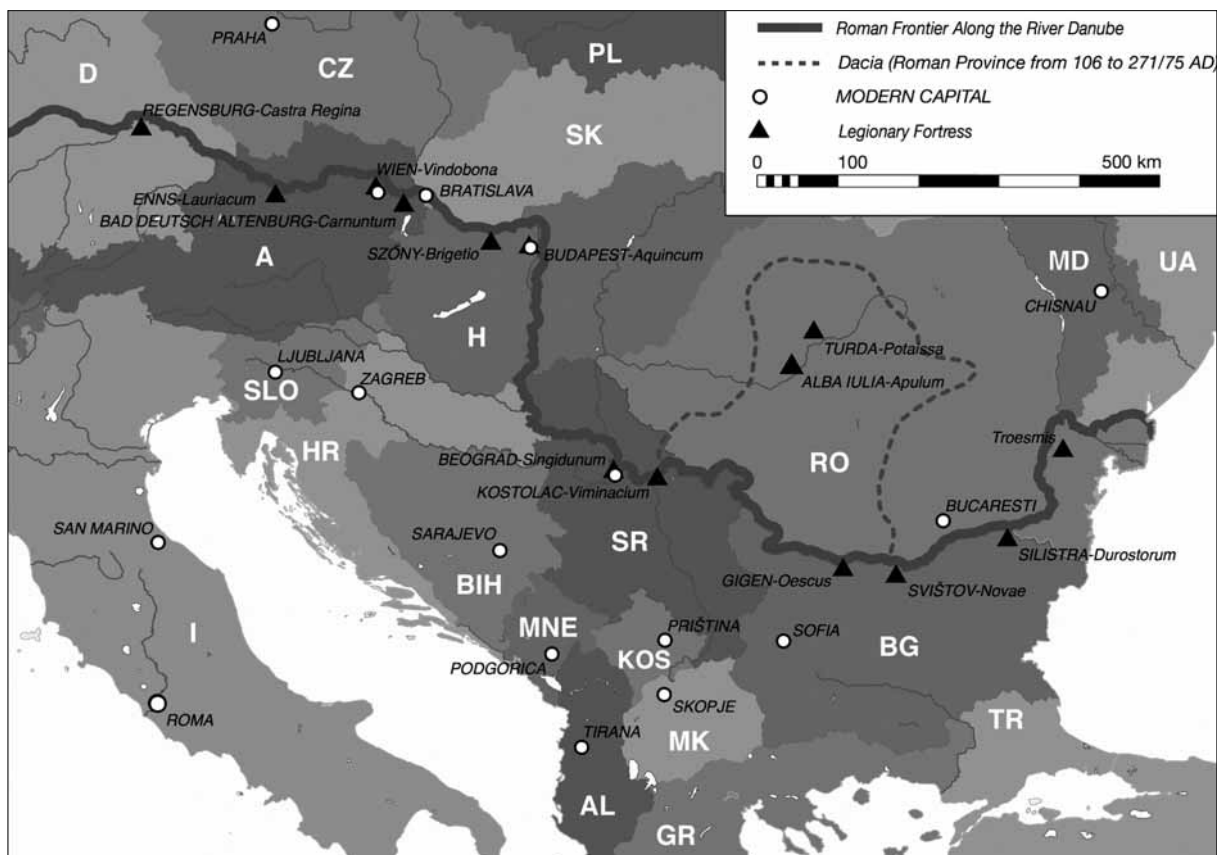 Roman Frontier Along the River Danube
Dacia (Roman Province from 106 to 271/75 AD)
MODERN CAPITAL
Legionary Fortress
0 100 500 km
PRAHA
CZ
PL
D
REGENSBURG-Castra Regina
SK
WIEN-Vindobona
ENNS-Lauriacum
BRATISLAVA
BAD DEUTSCH ALTENBURG-Carnuntum
A
SZÖNY-Brigetio
BUDAPEST-Aquincum
MD
UA
CHISNAU
H
TURDA-Potaissa
LJUBLJANA
ALBA IULIA-Apulum
SLO
ZAGREB
HR
Troesmis
BEOGRAD-Singidunum
RO
KOSTOLAC-Viminacium
BUCARESTI
SAN MARINO
SARAJEVO
SR
SILISTRA-Durostorum
BIH
GIGEN-Oescus
SVIŠTOV-Novae
I
MNE
PRIŠTINA
SOFIA
BG
KOS
PODGORICA
SKOPJE
ROMA
TR
TIRANA
MK
AL
GR